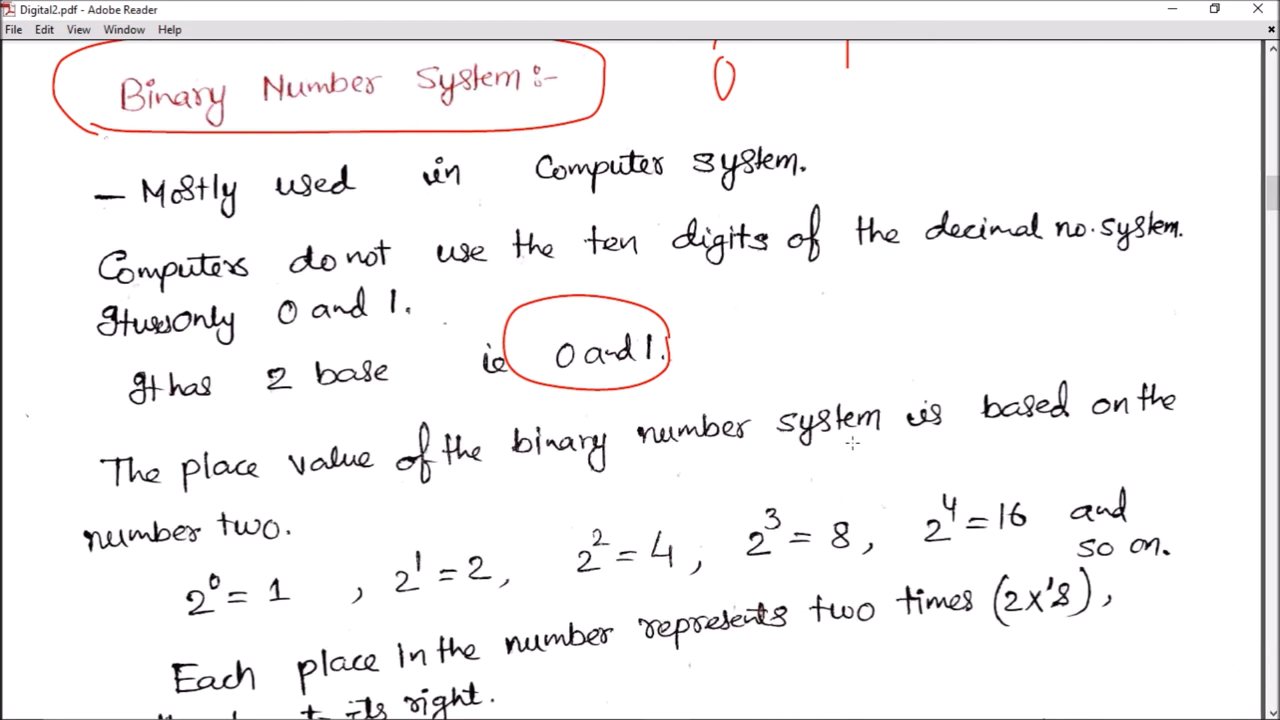 Digital2.pdf - Adobe Reader
File Edit View Window Help
0 1
Binary Number System:-
- Mostly used in Computer system.
Computers do not use the ten digits of the decimal no. system.
It uses only 0 and 1.
It has 2 base ie 0 and 1.
The place value of the binary number system is based on the
number two.
2⁰ = 1 , 2¹ = 2, 2² = 4, 2³ = 8, 2⁴ = 16 and
so on.
Each place in the number represents two times (2x's),
its right.